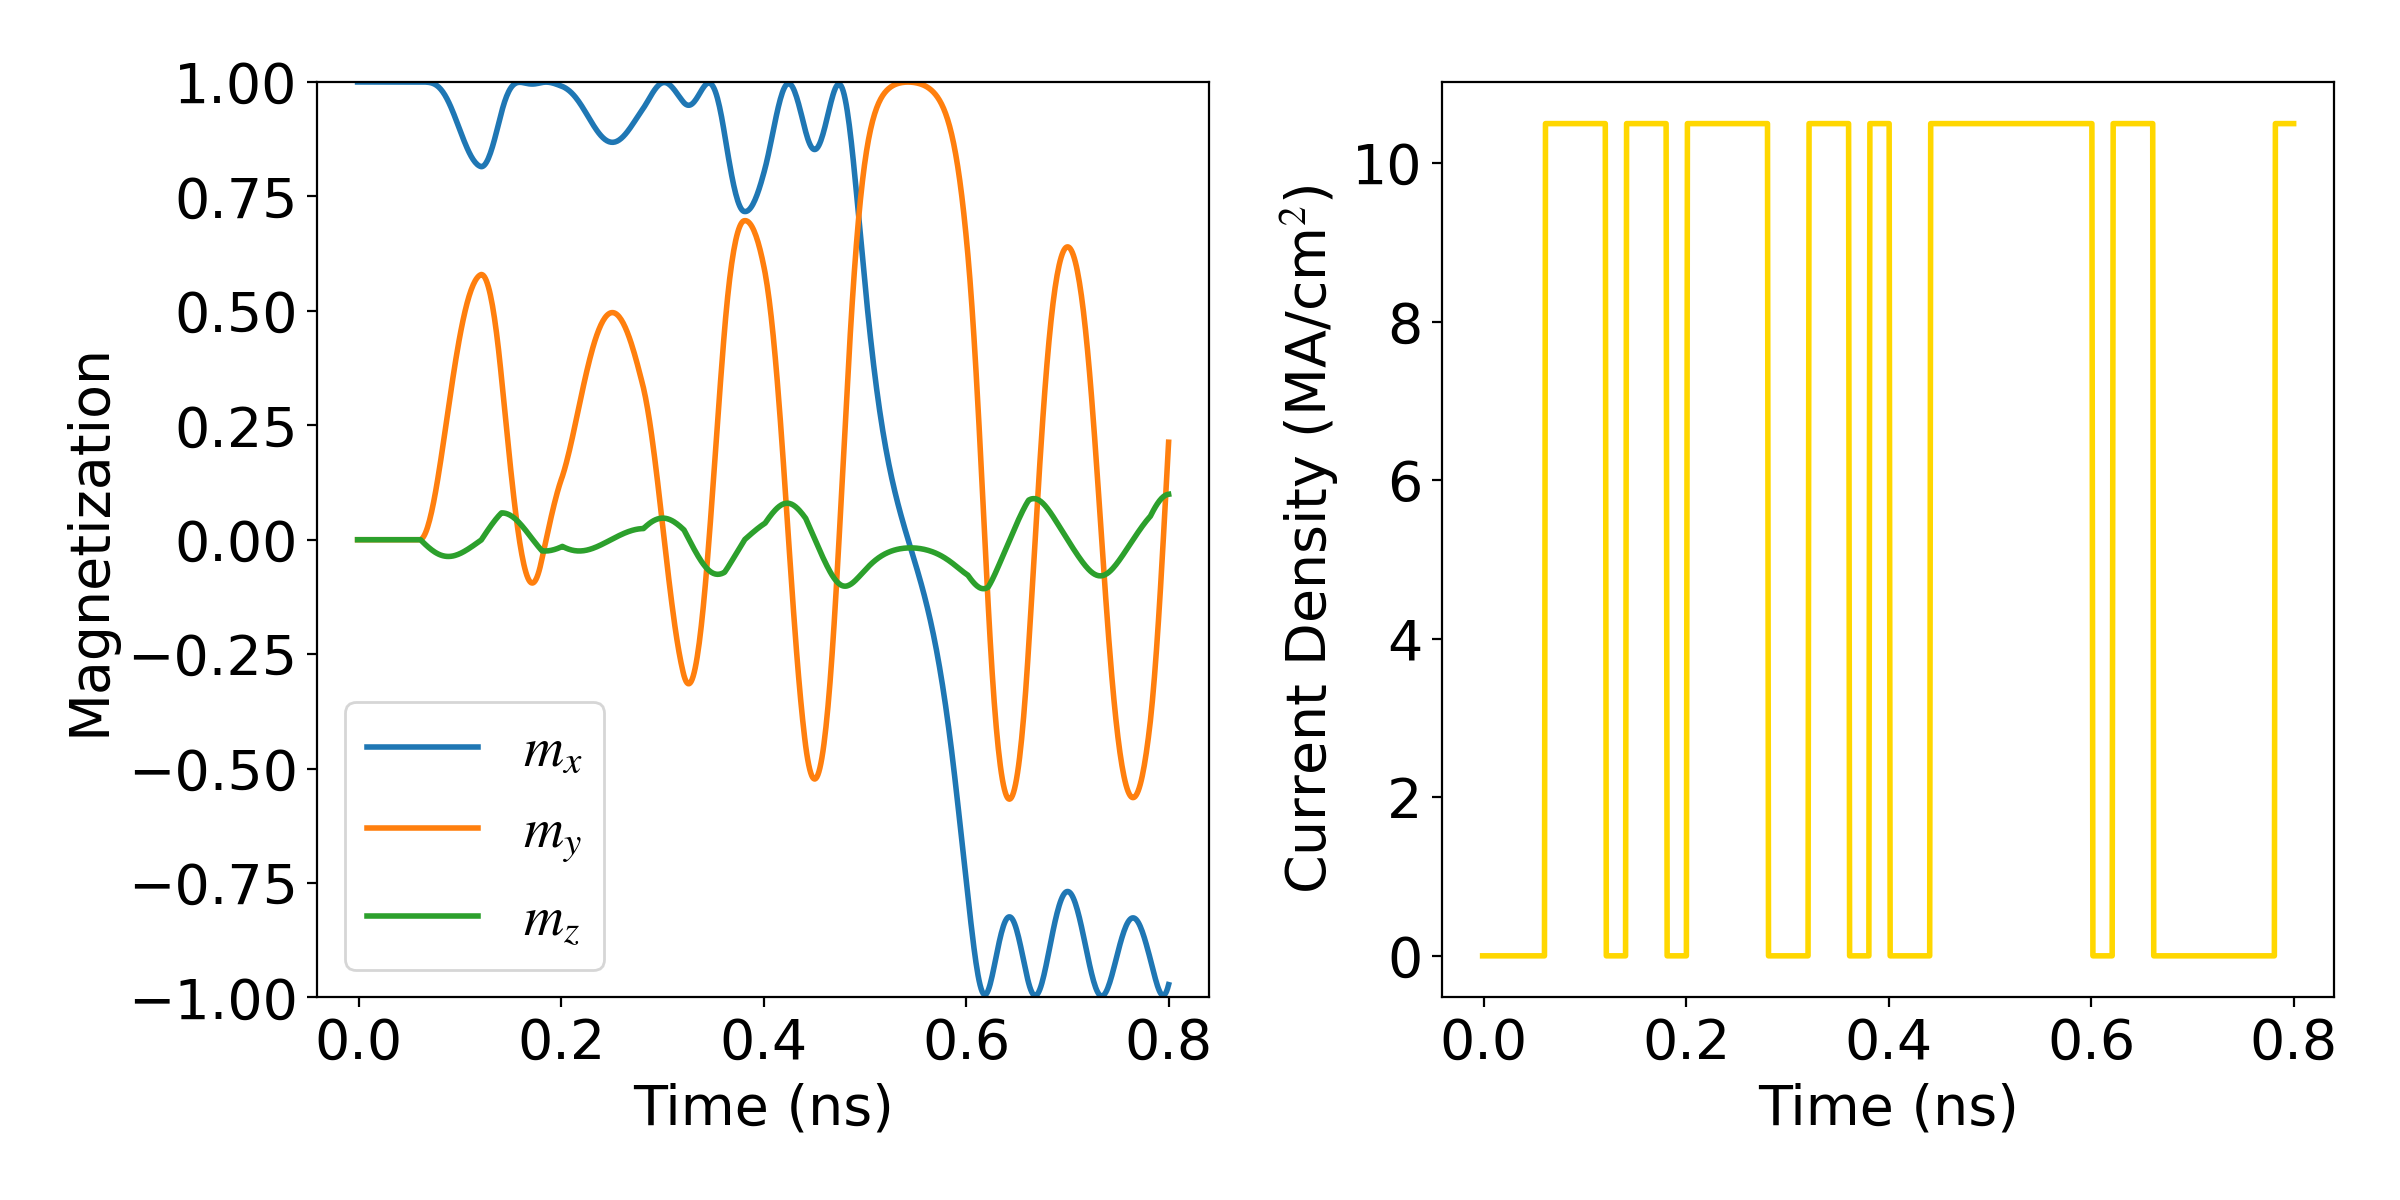 Magnetization
1.00
0.75
0.50
0.25
0.00
−0.25
−0.50
−0.75
−1.00
m_x
m_y
m_z
0.0 0.2 0.4 0.6 0.8
Time (ns)
Current Density (MA/cm²)
10
8
6
4
2
0
0.0 0.2 0.4 0.6 0.8
Time (ns)